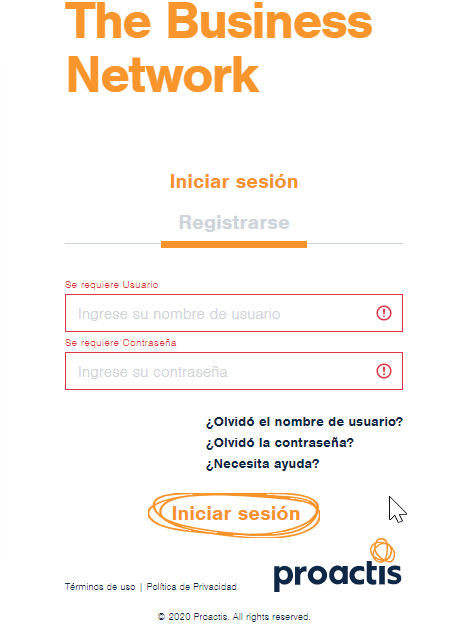 The Business
Network
Iniciar sesión
Registrarse
Se requiere Usuario
Ingrese su nombre de usuario
Se requiere Contraseña
Ingrese su contraseña
¿Olvidó el nombre de usuario?
¿Olvidó la contraseña?
¿Necesita ayuda?
Iniciar sesión
proactis
Términos de uso | Política de Privacidad
© 2020 Proactis. All rights reserved.